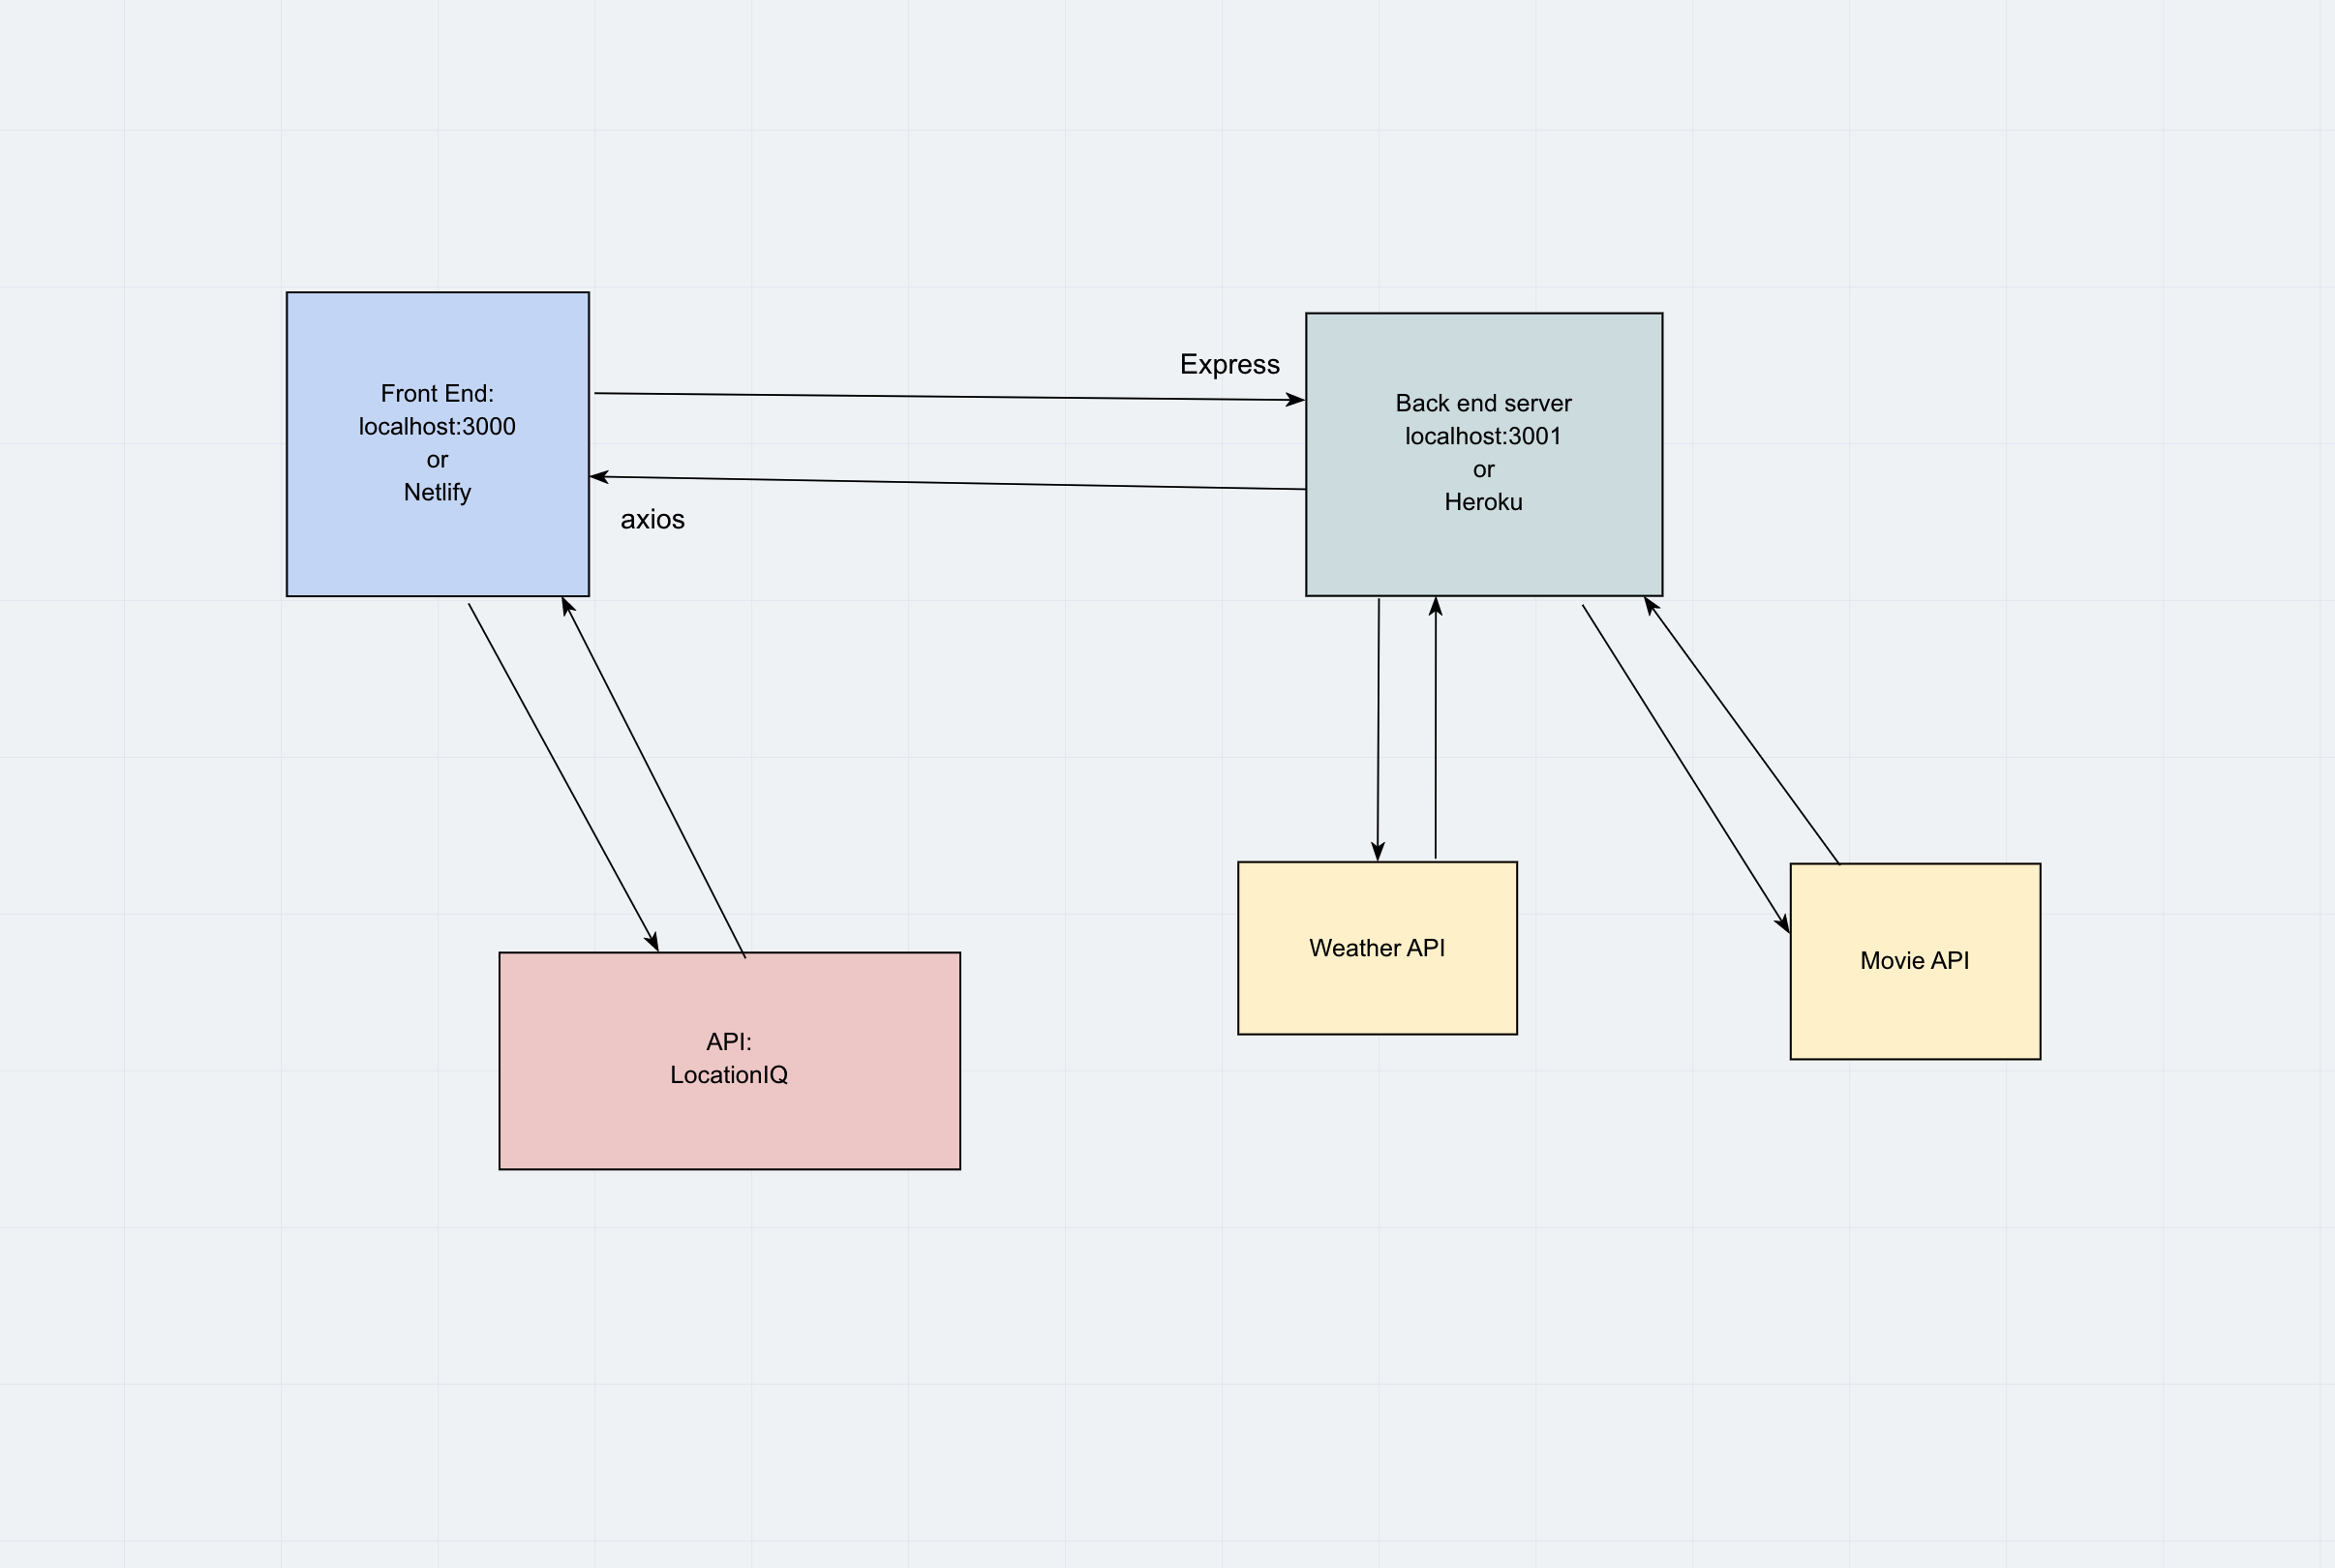 Front End:
localhost:3000
or
Netlify
Express
axios
Back end server
localhost:3001
or
Heroku
API:
LocationIQ
Weather API
Movie API